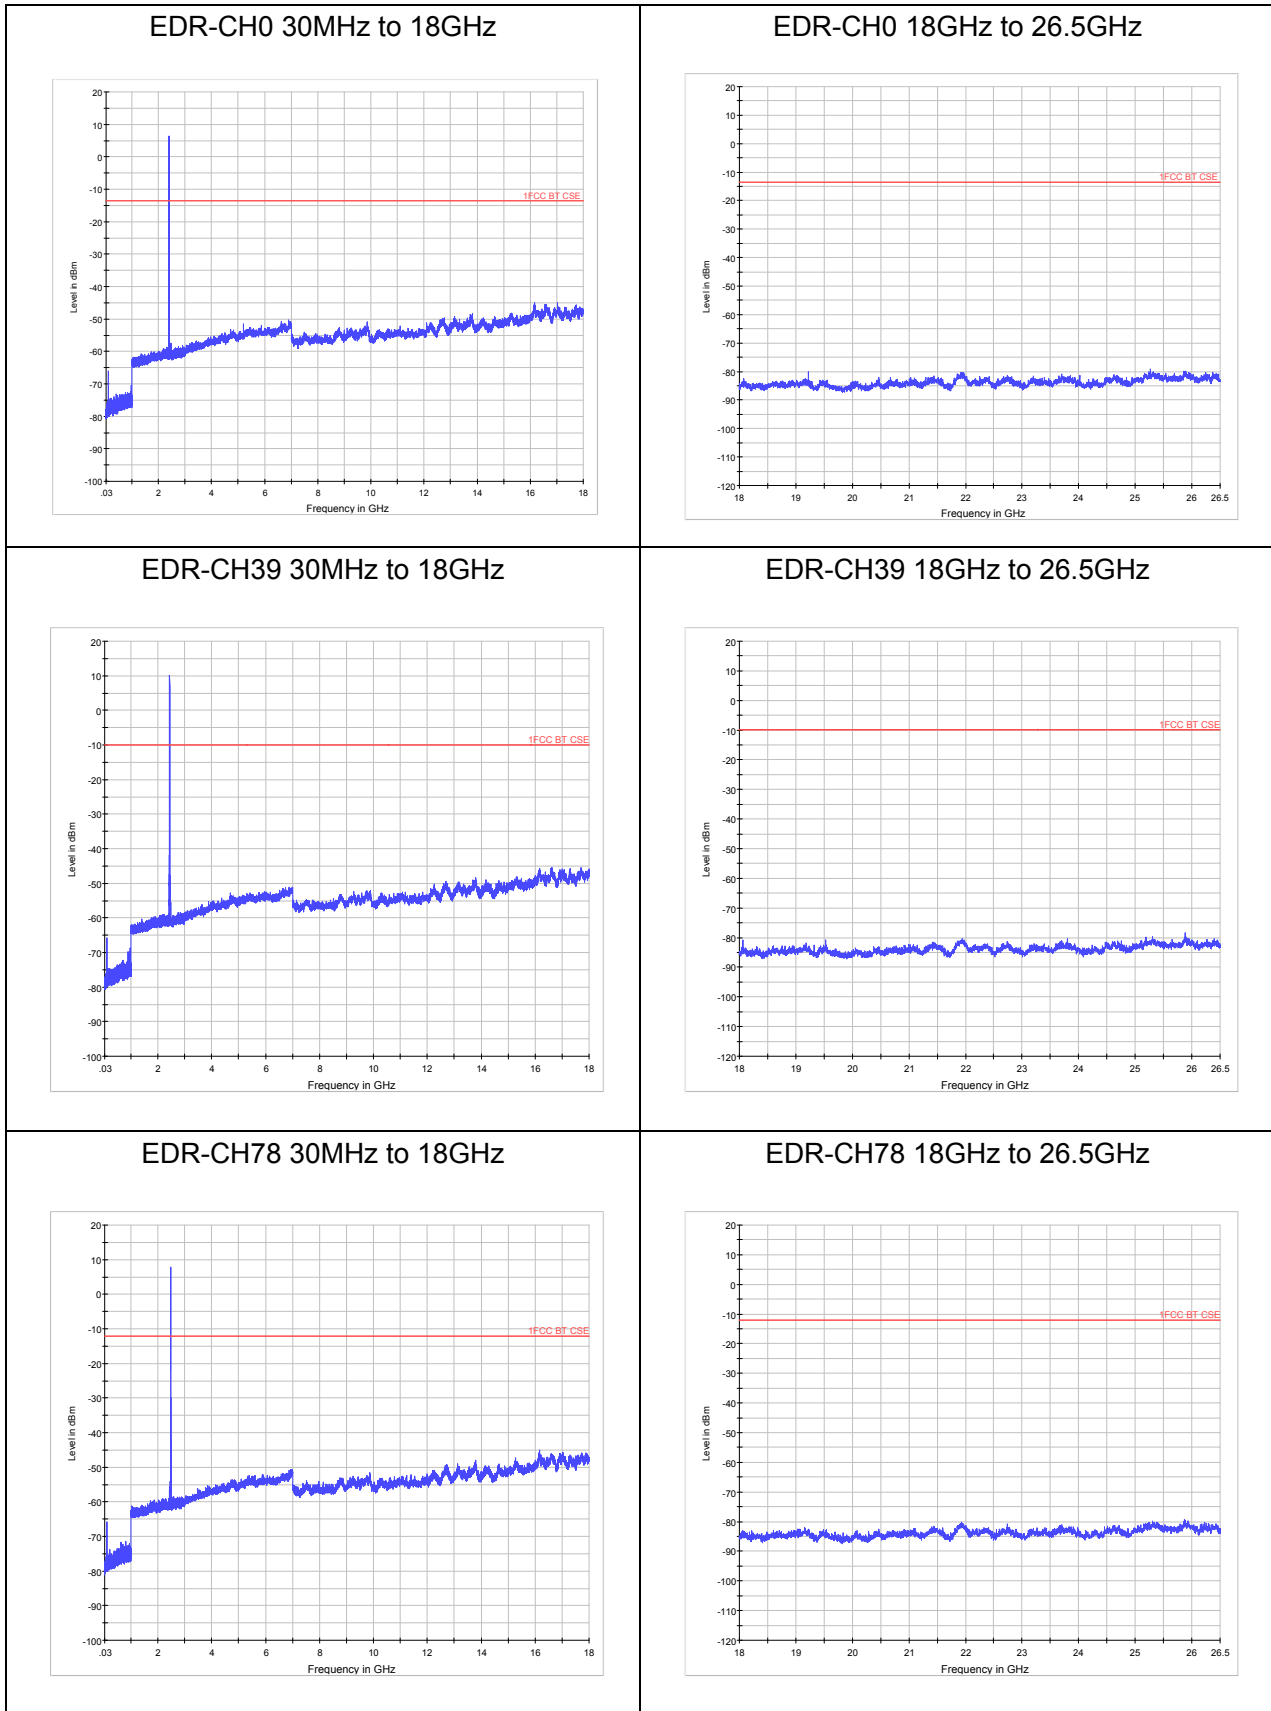 EDR-CH0 30MHz to 18GHz
20
10
0
-10
-20
-30
-40
-50
-60
-70
-80
-90
-100
Level in dBm
1FCC BT CSE
.03 2 4 6 8 10 12 14 16 18
Frequency in GHz
EDR-CH0 18GHz to 26.5GHz
20
10
0
-10
-20
-30
-40
-50
-60
-70
-80
-90
-100
-110
-120
Level in dBm
1FCC BT CSE
18 19 20 21 22 23 24 25 26 26.5
Frequency in GHz
EDR-CH39 30MHz to 18GHz
20
10
0
-10
-20
-30
-40
-50
-60
-70
-80
-90
-100
Level in dBm
1FCC BT CSE
.03 2 4 6 8 10 12 14 16 18
Frequency in GHz
EDR-CH39 18GHz to 26.5GHz
20
10
0
-10
-20
-30
-40
-50
-60
-70
-80
-90
-100
-110
-120
Level in dBm
1FCC BT CSE
18 19 20 21 22 23 24 25 26 26.5
Frequency in GHz
EDR-CH78 30MHz to 18GHz
20
10
0
-10
-20
-30
-40
-50
-60
-70
-80
-90
-100
Level in dBm
1FCC BT CSE
.03 2 4 6 8 10 12 14 16 18
Frequency in GHz
EDR-CH78 18GHz to 26.5GHz
20
10
0
-10
-20
-30
-40
-50
-60
-70
-80
-90
-100
-110
-120
Level in dBm
1FCC BT CSE
18 19 20 21 22 23 24 25 26 26.5
Frequency in GHz